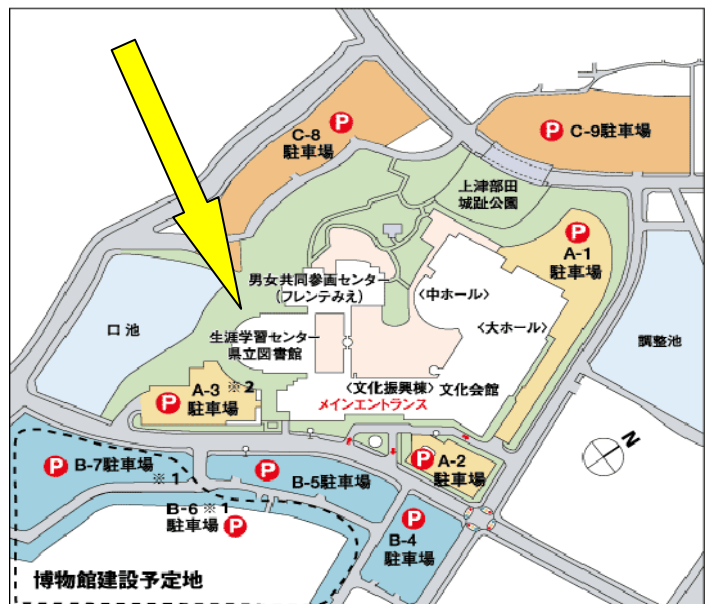 P
C-8
駐車場
P C-9駐車場
上津部田
城趾公園
P
A-1
駐車場
男女共同参画センター
(フレンテみえ)
〈中ホール〉
〈大ホール〉
口池
生涯学習センター
県立図書館
調整池
P A-3 ※2
駐車場
〈文化振興棟〉 文化会館
メインエントランス
N
P A-2
駐車場
P B-7駐車場
※1
P B-5駐車場
B-6 ※1
駐車場 P
P
B-4
駐車場
博物館建設予定地